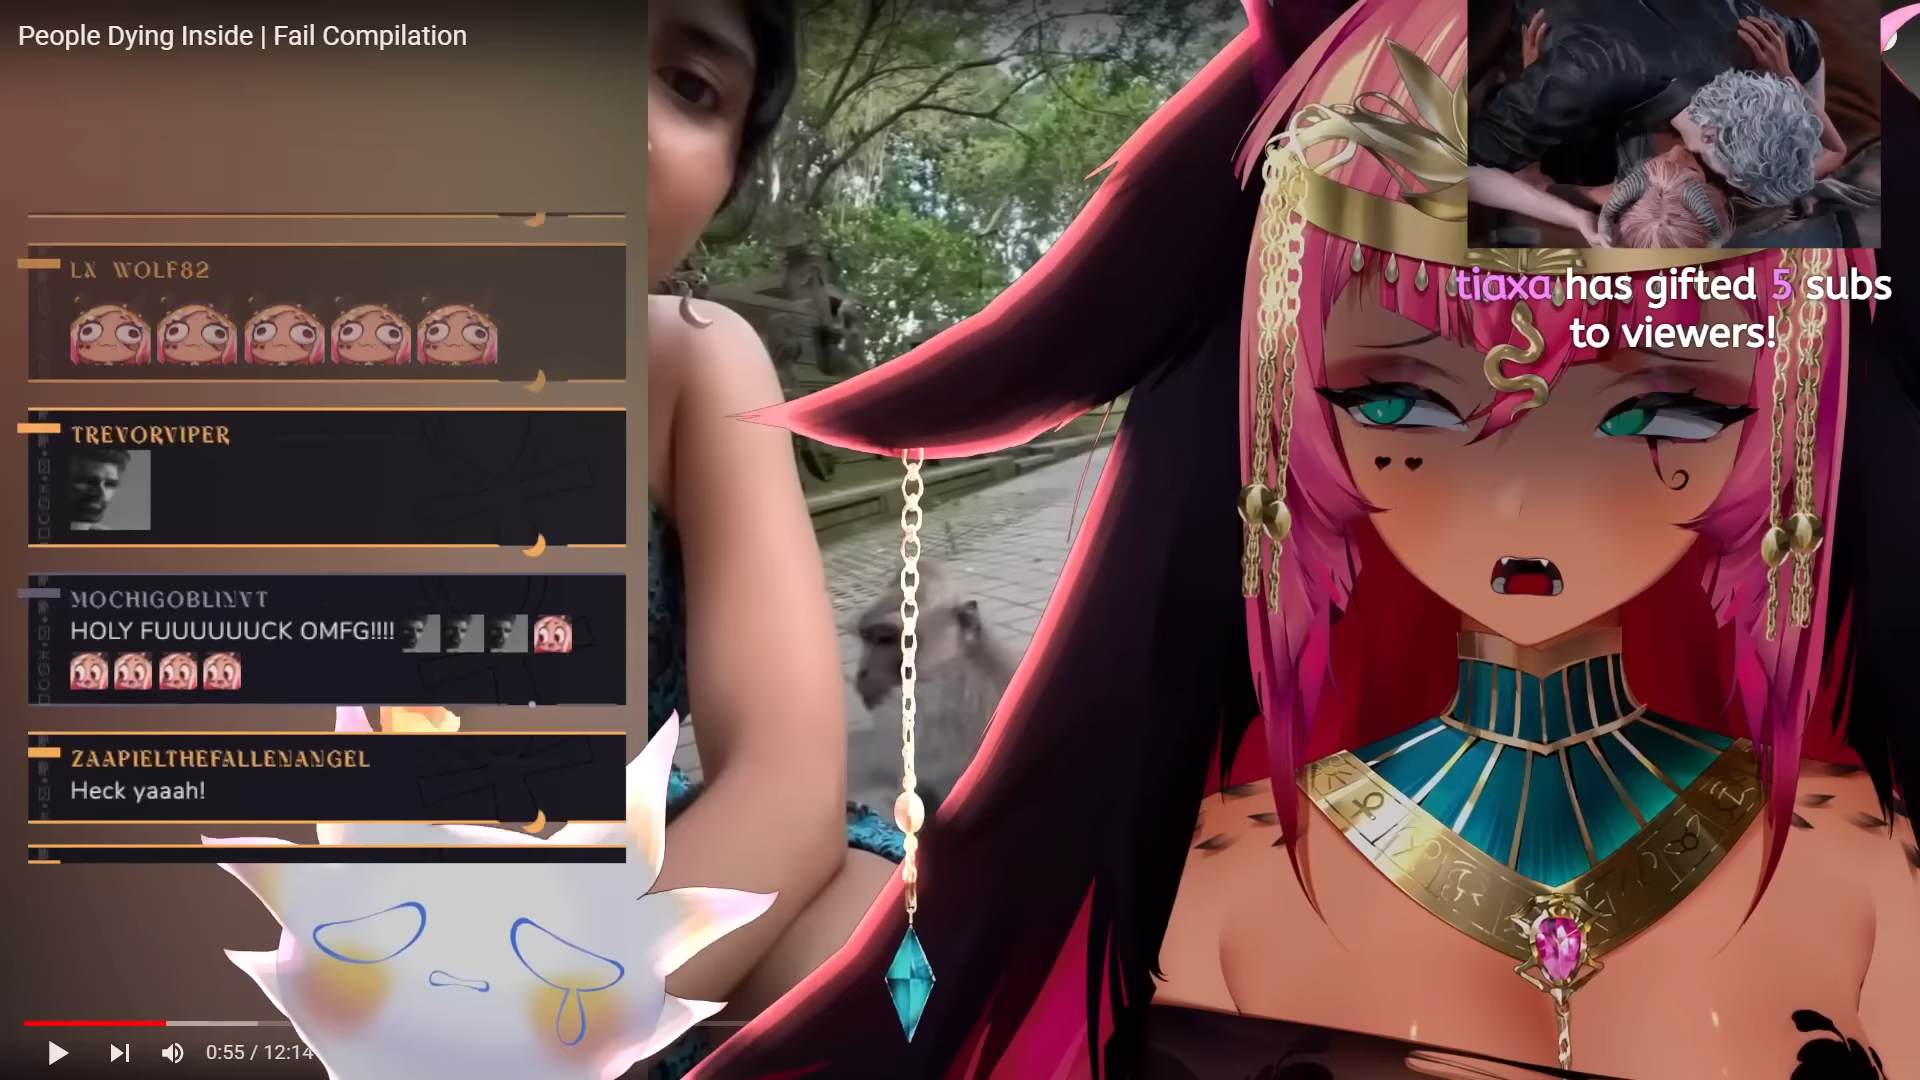 People Dying Inside | Fail Compilation
LX WOLF82
TREVORVIPER
MOCHIGOBLINVT
HOLY FUUUUUUCK OMFG!!!!
ZAAPIELTHEFALLENANGEL
Heck yaaah!
0:55 / 12:14
tiaxa has gifted 5 subs
to viewers!